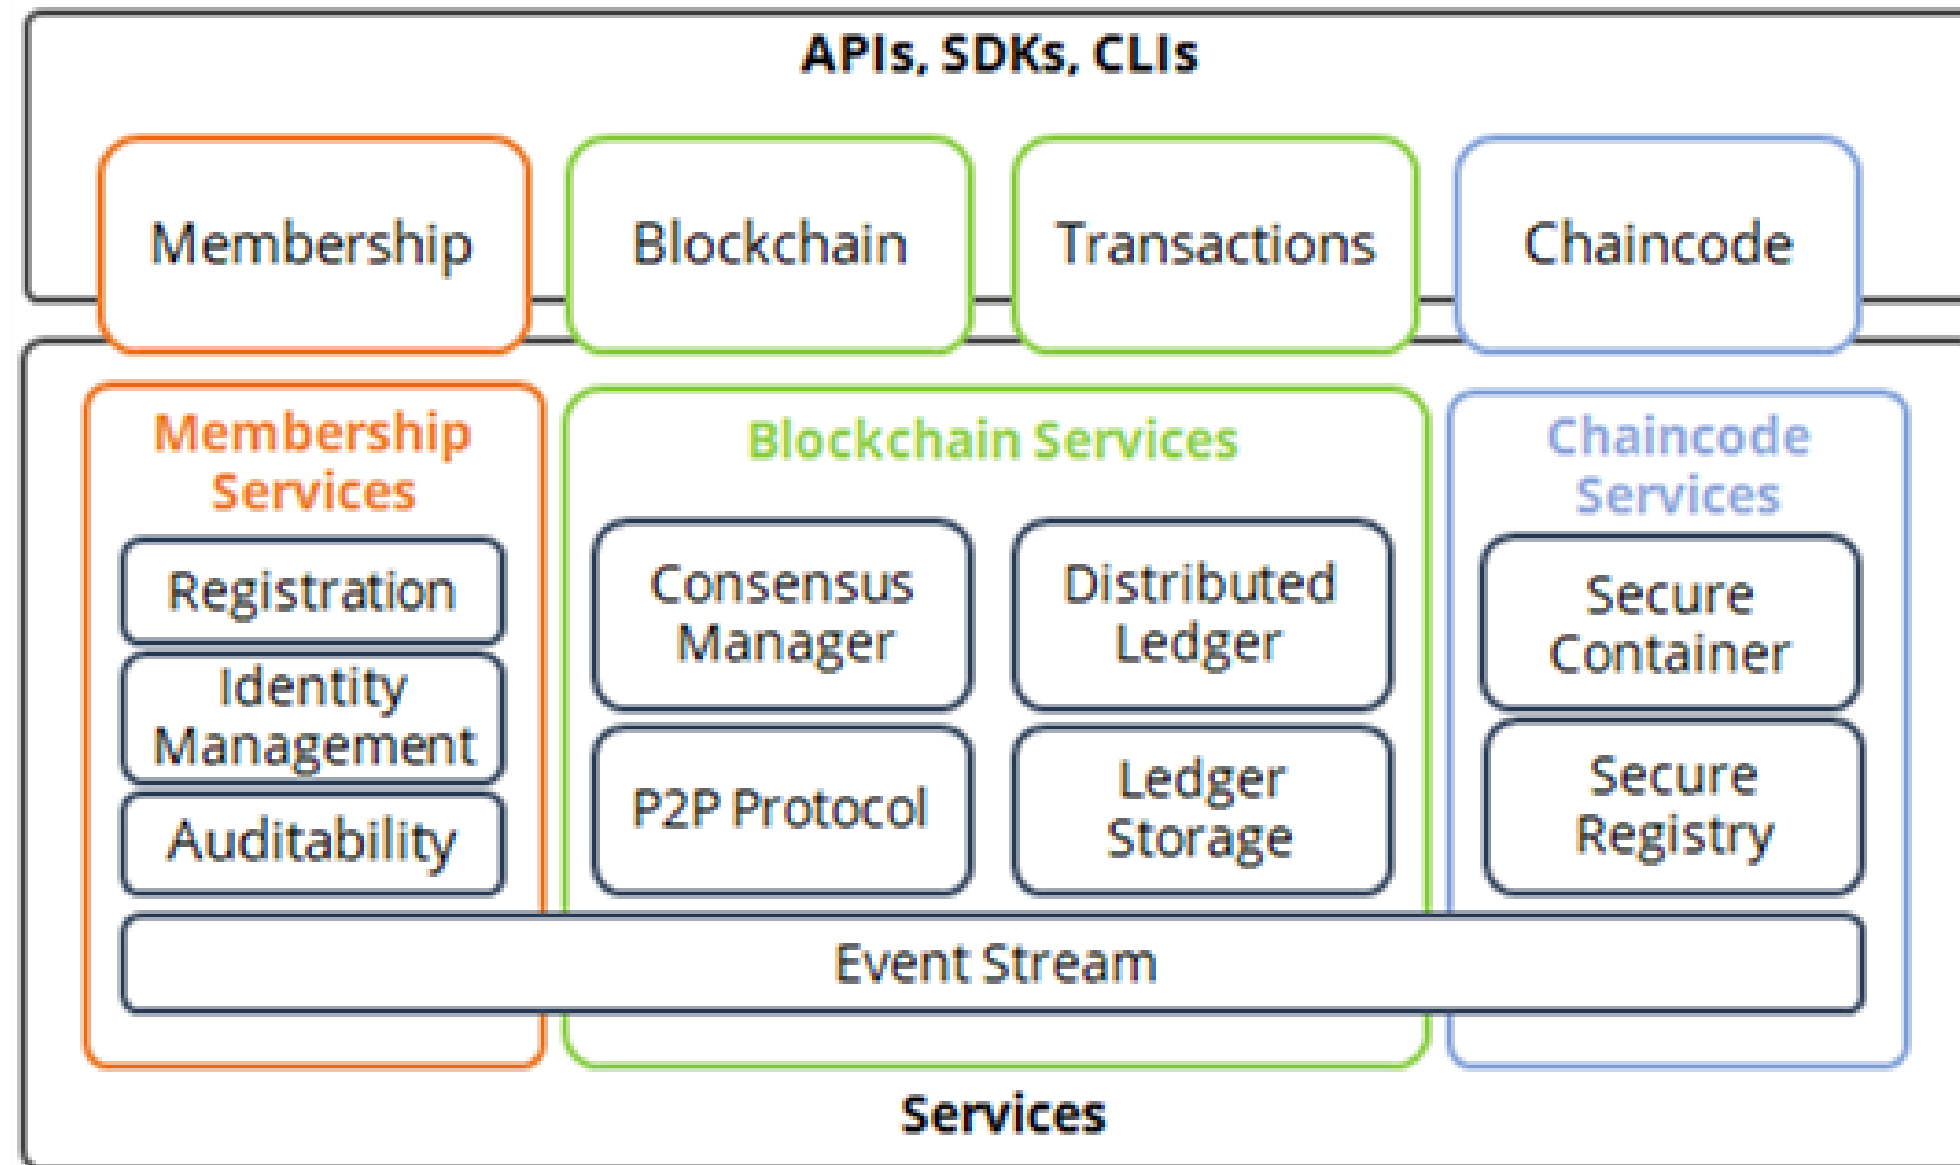 APIs, SDKs, CLIs
Membership
Blockchain
Transactions
Chaincode
Membership
Services
Registration
Identity
Management
Auditability
Blockchain Services
Consensus
Manager
Distributed
Ledger
P2P Protocol
Ledger
Storage
Chaincode
Services
Secure
Container
Secure
Registry
Event Stream
Services